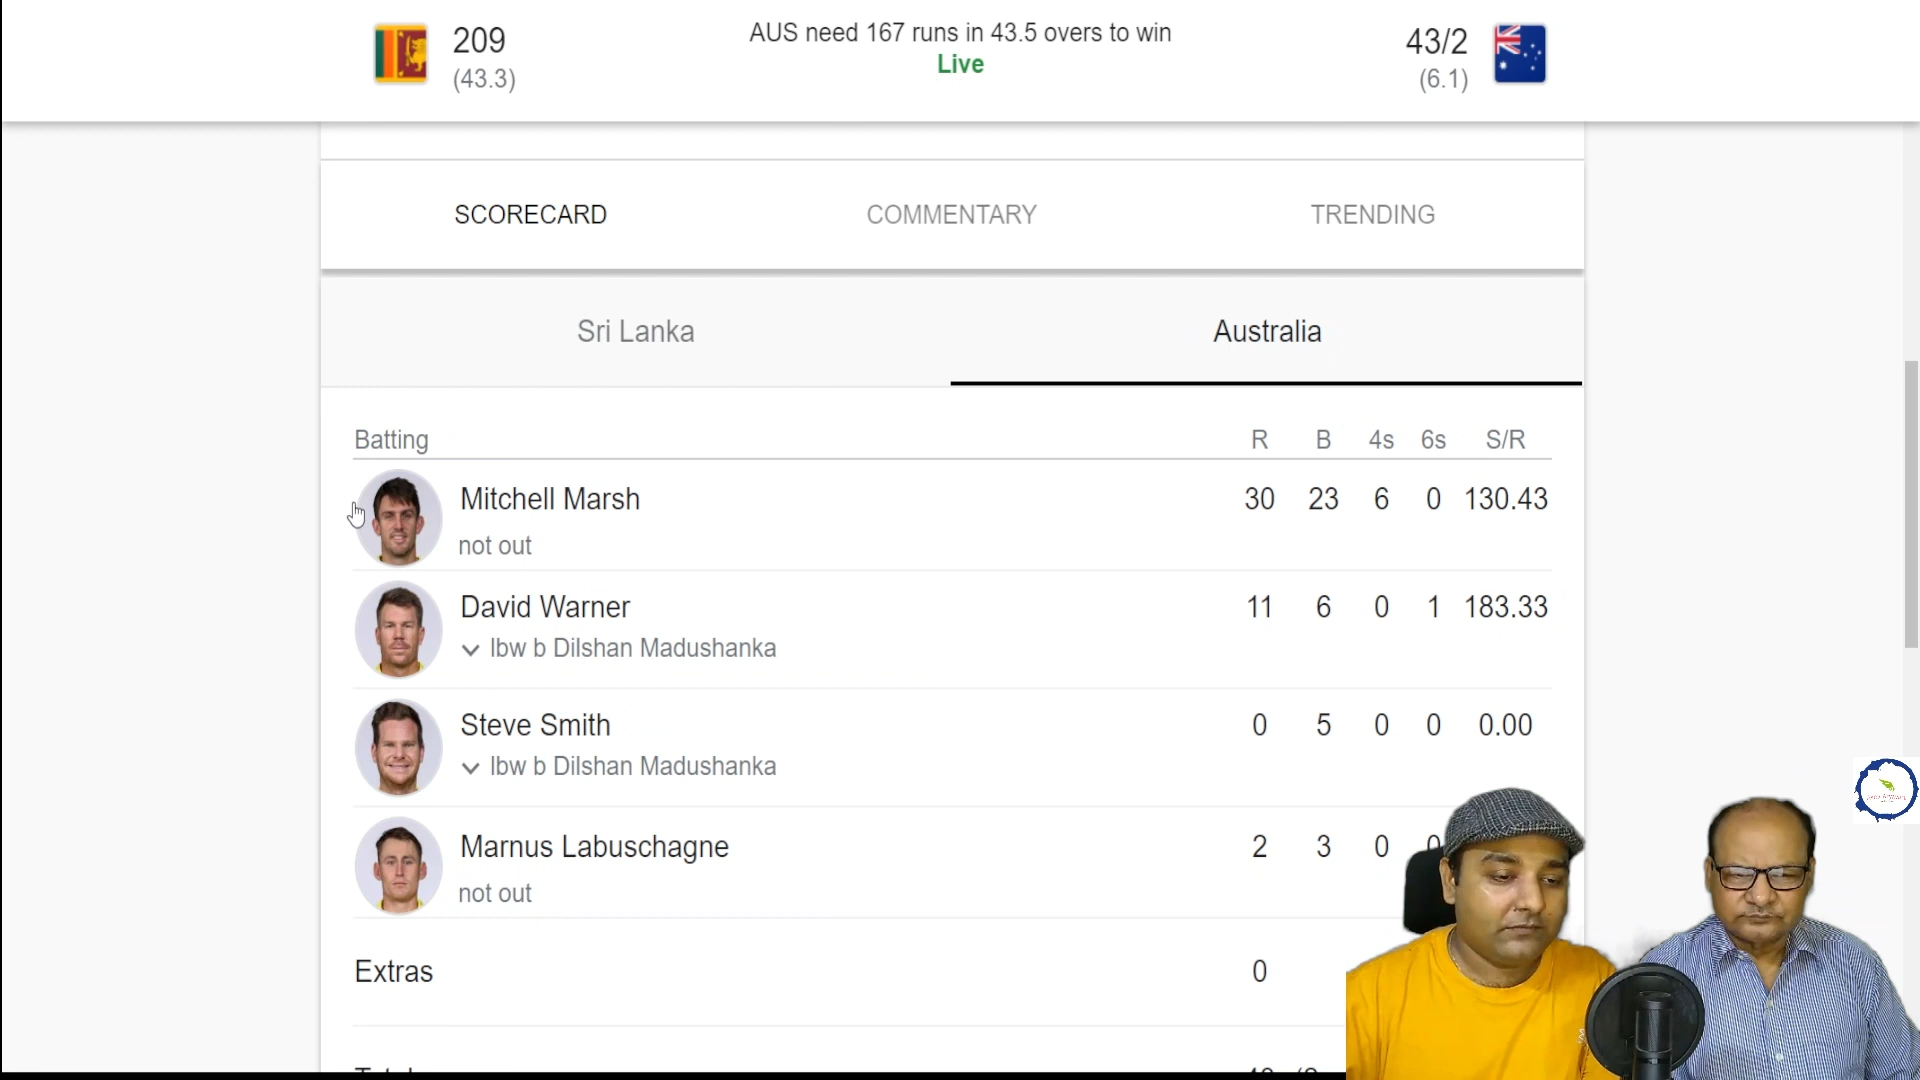 209
(43.3)
AUS need 167 runs in 43.5 overs to win
Live
43/2
(6.1)
SCORECARD COMMENTARY TRENDING
Sri Lanka Australia
Batting R B 4s 6s S/R
Mitchell Marsh 30 23 6 0 130.43
not out
David Warner 11 6 0 1 183.33
lbw b Dilshan Madushanka
Steve Smith 0 5 0 0 0.00
lbw b Dilshan Madushanka
Marnus Labuschagne 2 3 0 0
not out
Extras 0